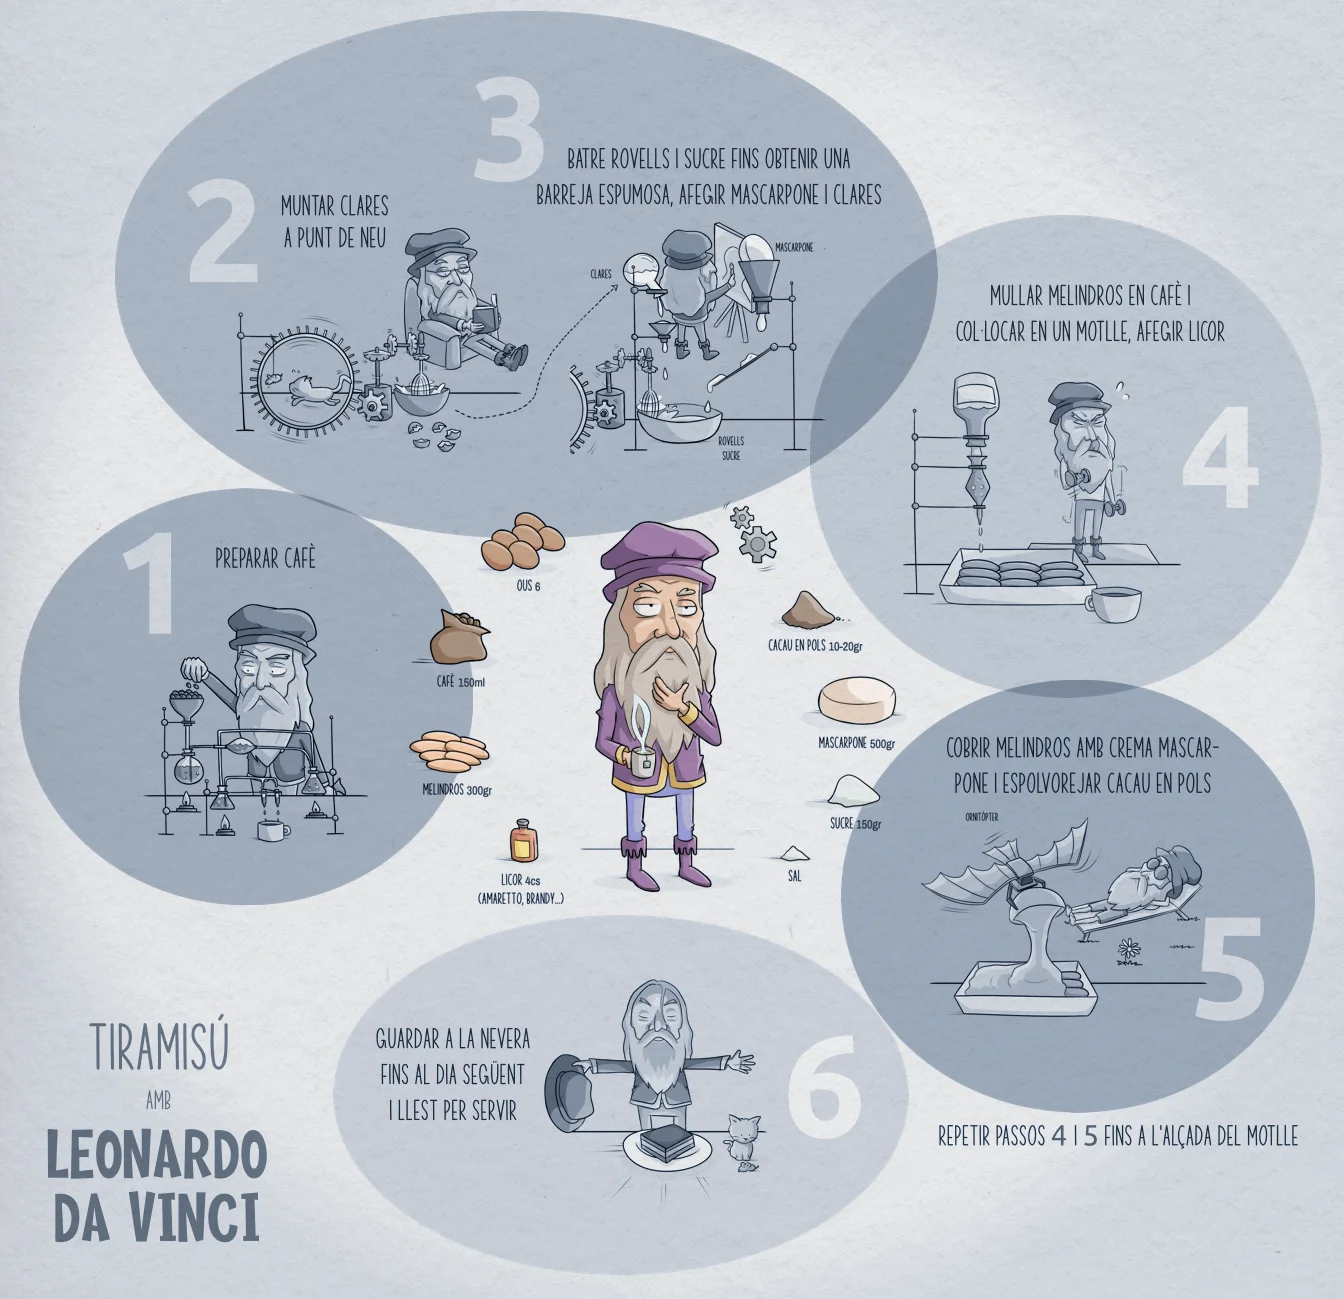 3
BATRE ROVELLS I SUCRE FINS OBTENIR UNA
BARREJA ESPUMOSA, AFEGIR MASCARPONE I CLARES
2
MUNTAR CLARES
A PUNT DE NEU
CLARES
MASCARPONE
ROVELLS
SUCRE
MULLAR MELINDROS EN CAFÈ I
COL·LOCAR EN UN MOTLLE, AFEGIR LICOR
4
1
PREPARAR CAFÈ
OUS 6
CAFÈ 150ml
MELINDROS 300gr
LICOR 4cs
(AMARETTO, BRANDY...)
CACAU EN POLS 10-20gr
MASCARPONE 500gr
SUCRE 150gr
SAL
COBRIR MELINDROS AMB CREMA MASCAR-
PONE I ESPOLVOREJAR CACAU EN POLS
ORNITÒPTER
5
REPETIR PASSOS 4 I 5 FINS A L'ALÇADA DEL MOTLLE
GUARDAR A LA NEVERA
FINS AL DIA SEGÜENT
I LLEST PER SERVIR
6
TIRAMISÚ
AMB
LEONARDO
DA VINCI